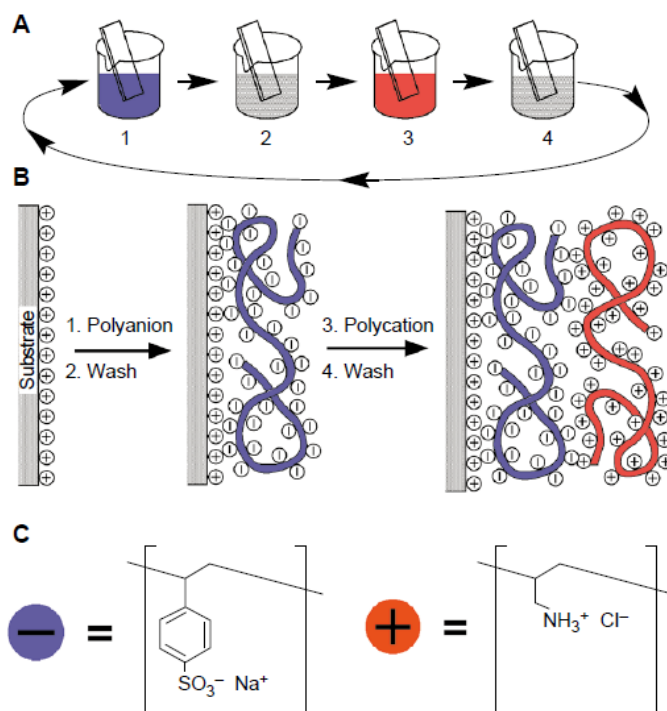 A
1 2 3 4
B
Substrate
1. Polyanion
2. Wash
3. Polycation
4. Wash
C
− =
SO₃⁻ Na⁺
+ =
NH₃⁺ Cl⁻